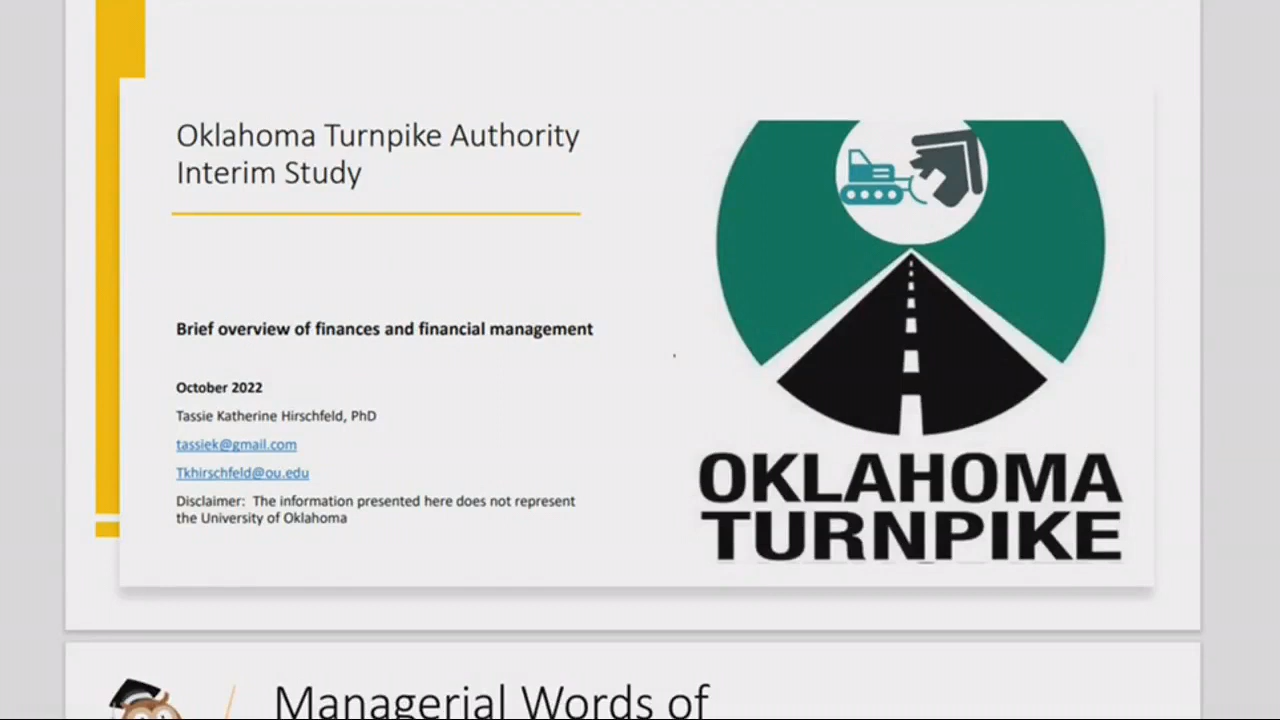 Oklahoma Turnpike Authority
Interim Study
Brief overview of finances and financial management
October 2022
Tassie Katherine Hirschfeld, PhD
tassiek@gmail.com
Tkhirschfeld@ou.edu
Disclaimer:  The information presented here does not represent
the University of Oklahoma
OKLAHOMA
TURNPIKE
Managerial Words of